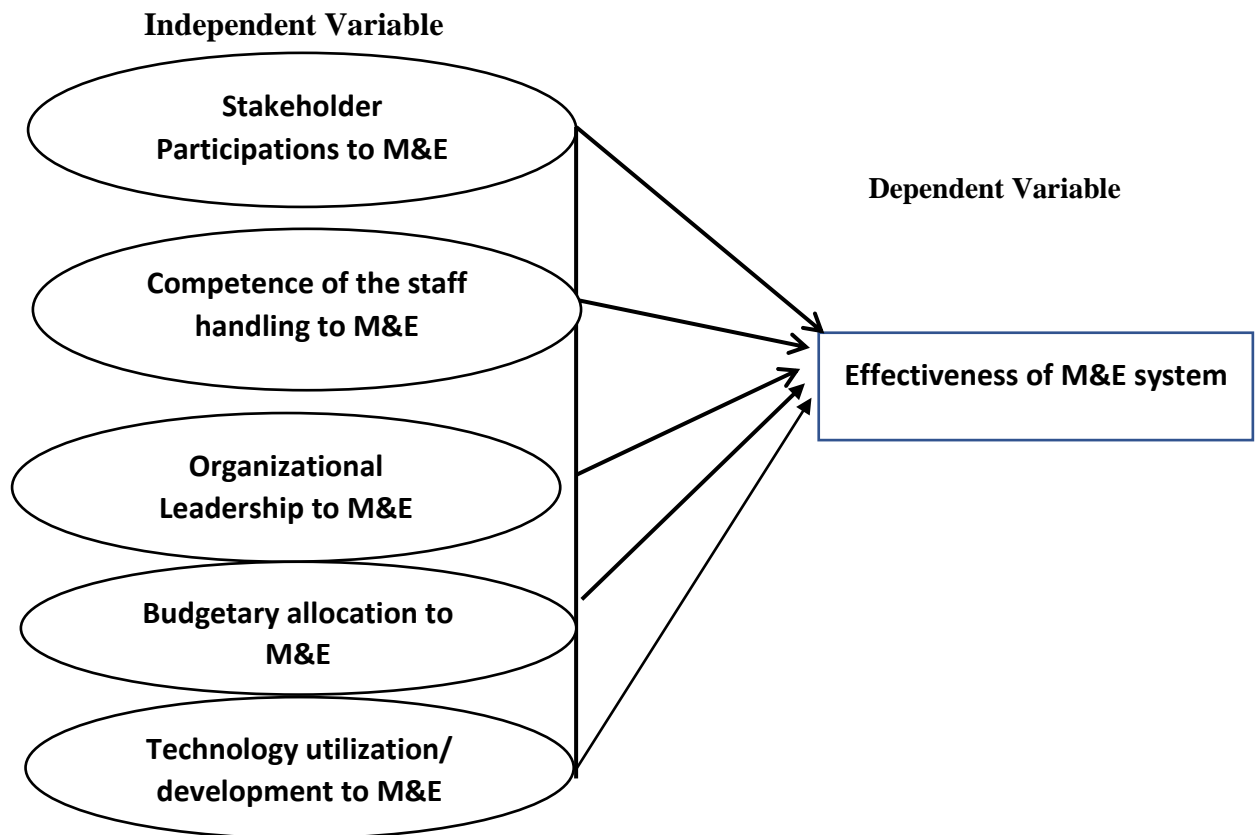 Independent Variable
Stakeholder
Participations to M&E
Dependent Variable
Competence of the staff
handling to M&E
Effectiveness of M&E system
Organizational
Leadership to M&E
Budgetary allocation to
M&E
Technology utilization/
development to M&E